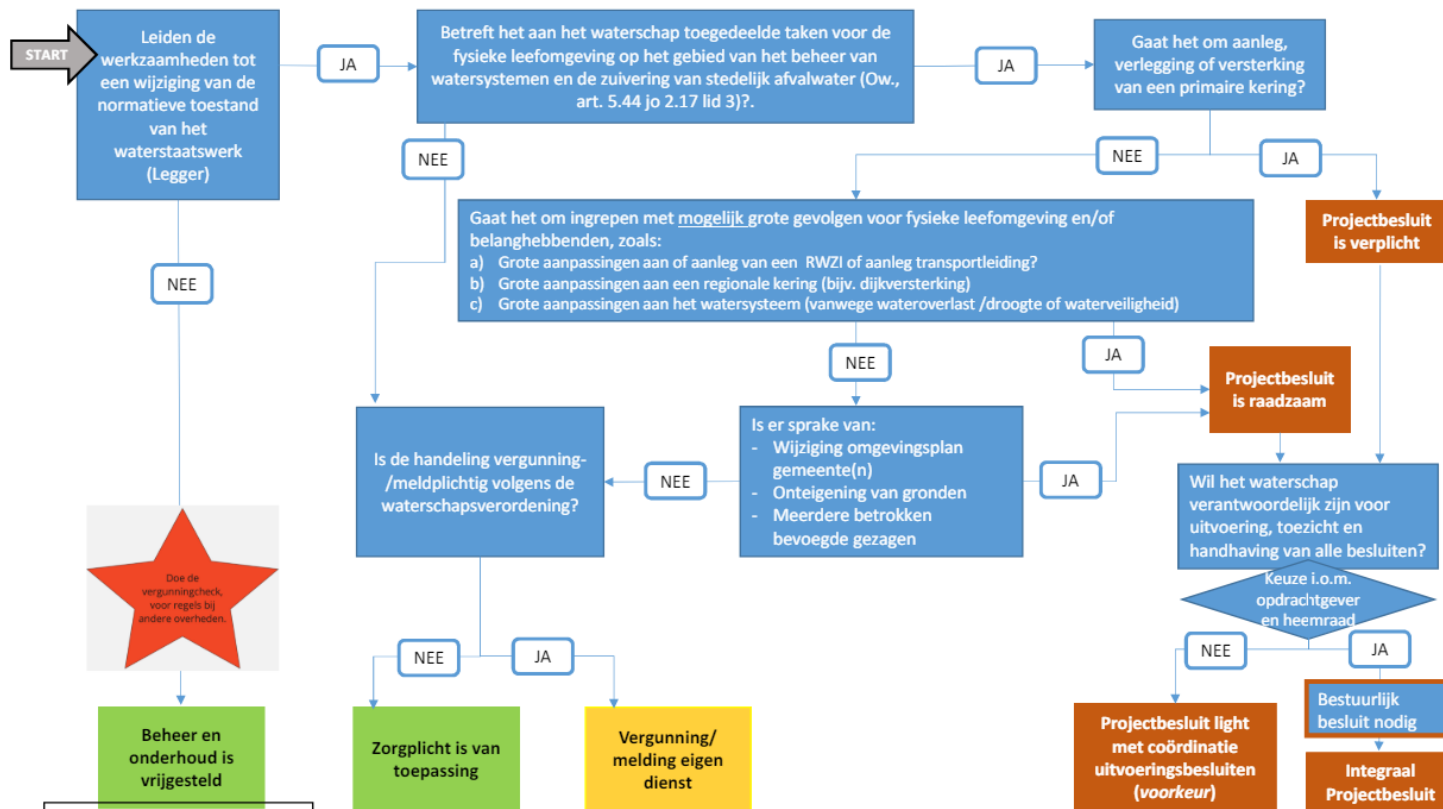 START
Leiden de
werkzaamheden tot
een wijziging van de
normatieve toestand
van het
waterstaatswerk
(Legger)
JA
Betreft het aan het waterschap toegedeelde taken voor de
fysieke leefomgeving op het gebied van het beheer van
watersystemen en de zuivering van stedelijk afvalwater (Ow.,
art. 5.44 jo 2.17 lid 3)?.
JA
Gaat het om aanleg,
verlegging of versterking
van een primaire kering?
NEE
NEE
JA
Gaat het om ingrepen met mogelijk grote gevolgen voor fysieke leefomgeving en/of
belanghebbenden, zoals:
a) Grote aanpassingen aan of aanleg van een RWZI of aanleg transportleiding?
b) Grote aanpassingen aan een regionale kering (bijv. dijkversterking)
c) Grote aanpassingen aan het watersysteem (vanwege wateroverlast /droogte of waterveiligheid)
Projectbesluit
is verplicht
NEE
NEE
JA
Projectbesluit
is raadzaam
Is de handeling vergunning-
/meldplichtig volgens de
waterschapsverordening?
NEE
Is er sprake van:
- Wijziging omgevingsplan
gemeente(n)
- Onteigening van gronden
- Meerdere betrokken
bevoegde gezagen
JA
Wil het waterschap
verantwoordelijk zijn voor
uitvoering, toezicht en
handhaving van alle besluiten?
Keuze i.o.m.
opdrachtgever
en heemraad
Doe de
vergunningcheck,
voor regels bij
andere overheden.
NEE
JA
NEE
JA
Bestuurlijk
besluit nodig
Beheer en
onderhoud is
vrijgesteld
Zorgplicht is van
toepassing
Vergunning/
melding eigen
dienst
Projectbesluit light
met coördinatie
uitvoeringsbesluiten
(voorkeur)
Integraal
Projectbesluit